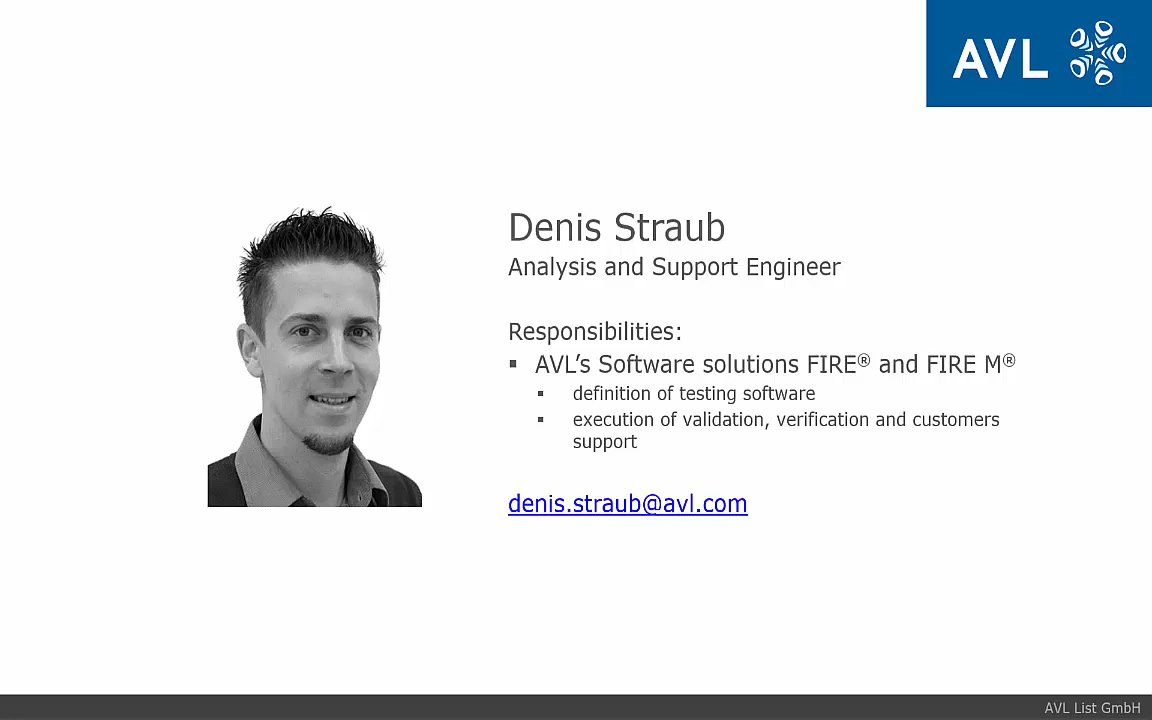 AVL
Denis Straub
Analysis and Support Engineer
Responsibilities:
▪ AVL’s Software solutions FIRE® and FIRE M®
▪ definition of testing software
▪ execution of validation, verification and customers
support
denis.straub@avl.com
AVL List GmbH